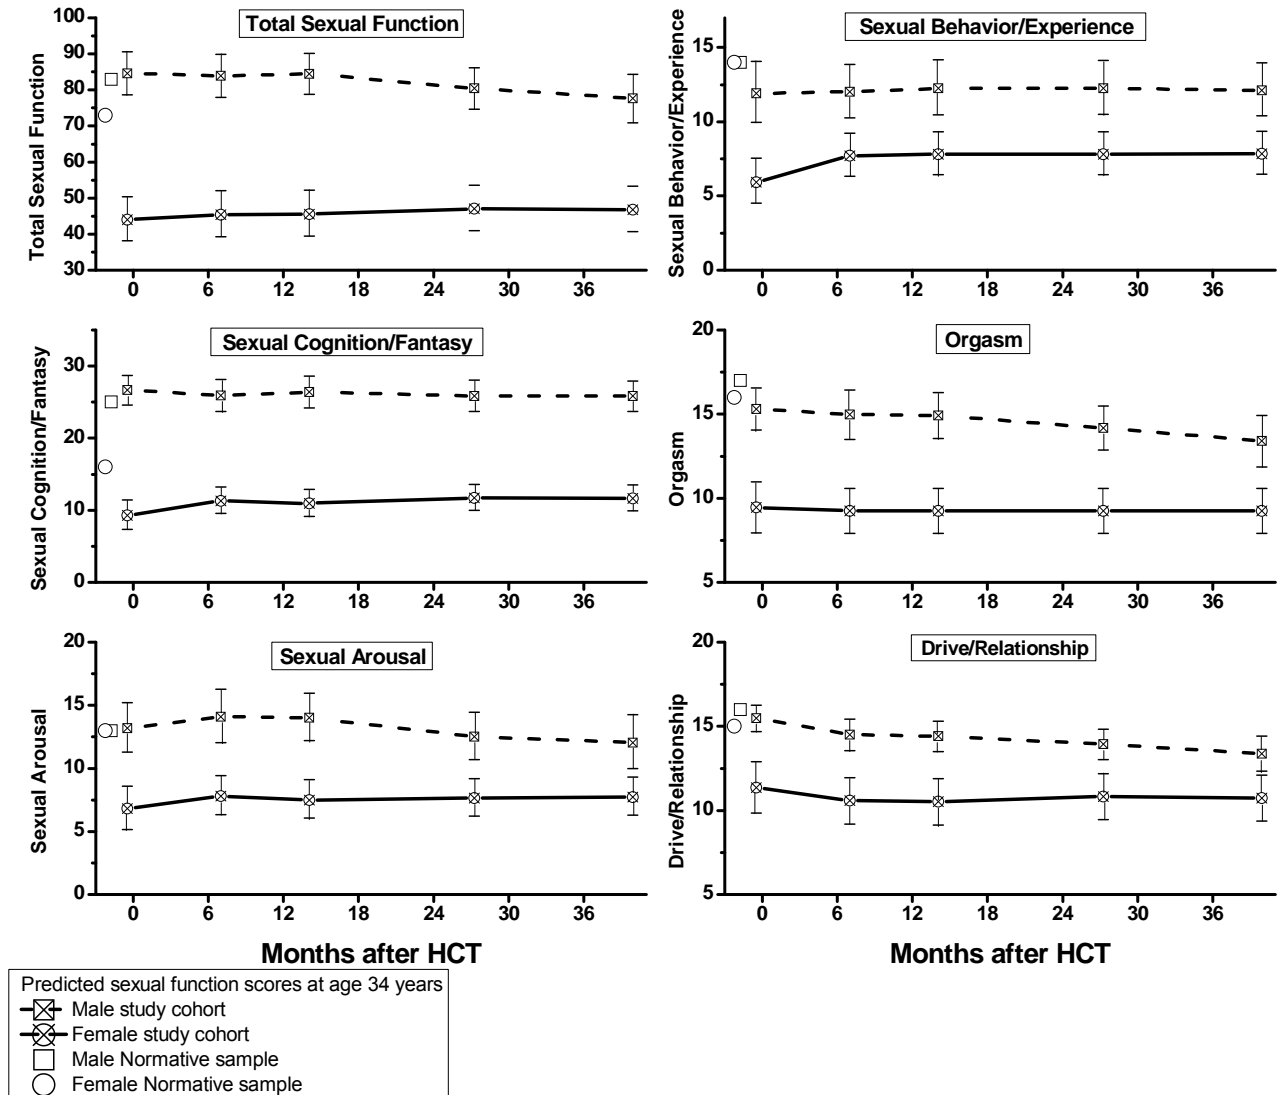 Total Sexual Function
Total Sexual Function
100
90
80
70
60
50
40
30
0 6 12 18 24 30 36
Sexual Behavior/Experience
Sexual Behavior/Experience
15
10
5
0
0 6 12 18 24 30 36
Sexual Cognition/Fantasy
Sexual Cognition/Fantasy
30
20
10
0
0 6 12 18 24 30 36
Orgasm
Orgasm
20
15
10
5
0 6 12 18 24 30 36
Sexual Arousal
Sexual Arousal
20
15
10
5
0
0 6 12 18 24 30 36
Months after HCT
Drive/Relationship
Drive/Relationship
20
15
10
5
0 6 12 18 24 30 36
Months after HCT
Predicted sexual function scores at age 34 years
Male study cohort
Female study cohort
Male Normative sample
Female Normative sample